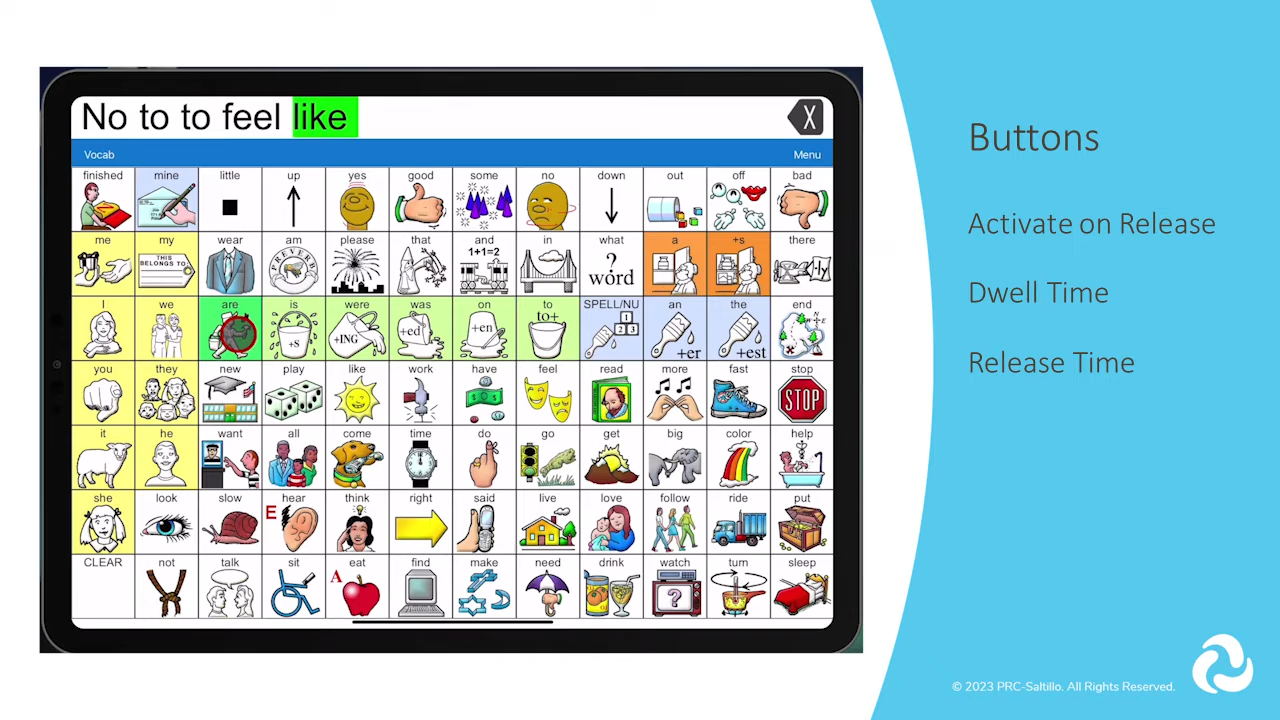 No to to feel like
X
Vocab Menu
finished mine little up yes good some no down out off bad
me my wear am please that and in what a +s there
PREVERB THIS BELONGS TO 1+1=2 ? word -ly
I we are is were was on to+ SPELL/NU an the end
+S +ING +ed +en 1 2 3 +er +est N W E S
you they new play like work have feel read more fast stop
STOP
it he want all come time do go get big color help
she look slow hear think right said live love follow ride put
E
CLEAR not talk sit eat find make need drink watch turn sleep
A ?
Buttons
Activate on Release
Dwell Time
Release Time
© 2023 PRC-Saltillo. All Rights Reserved.